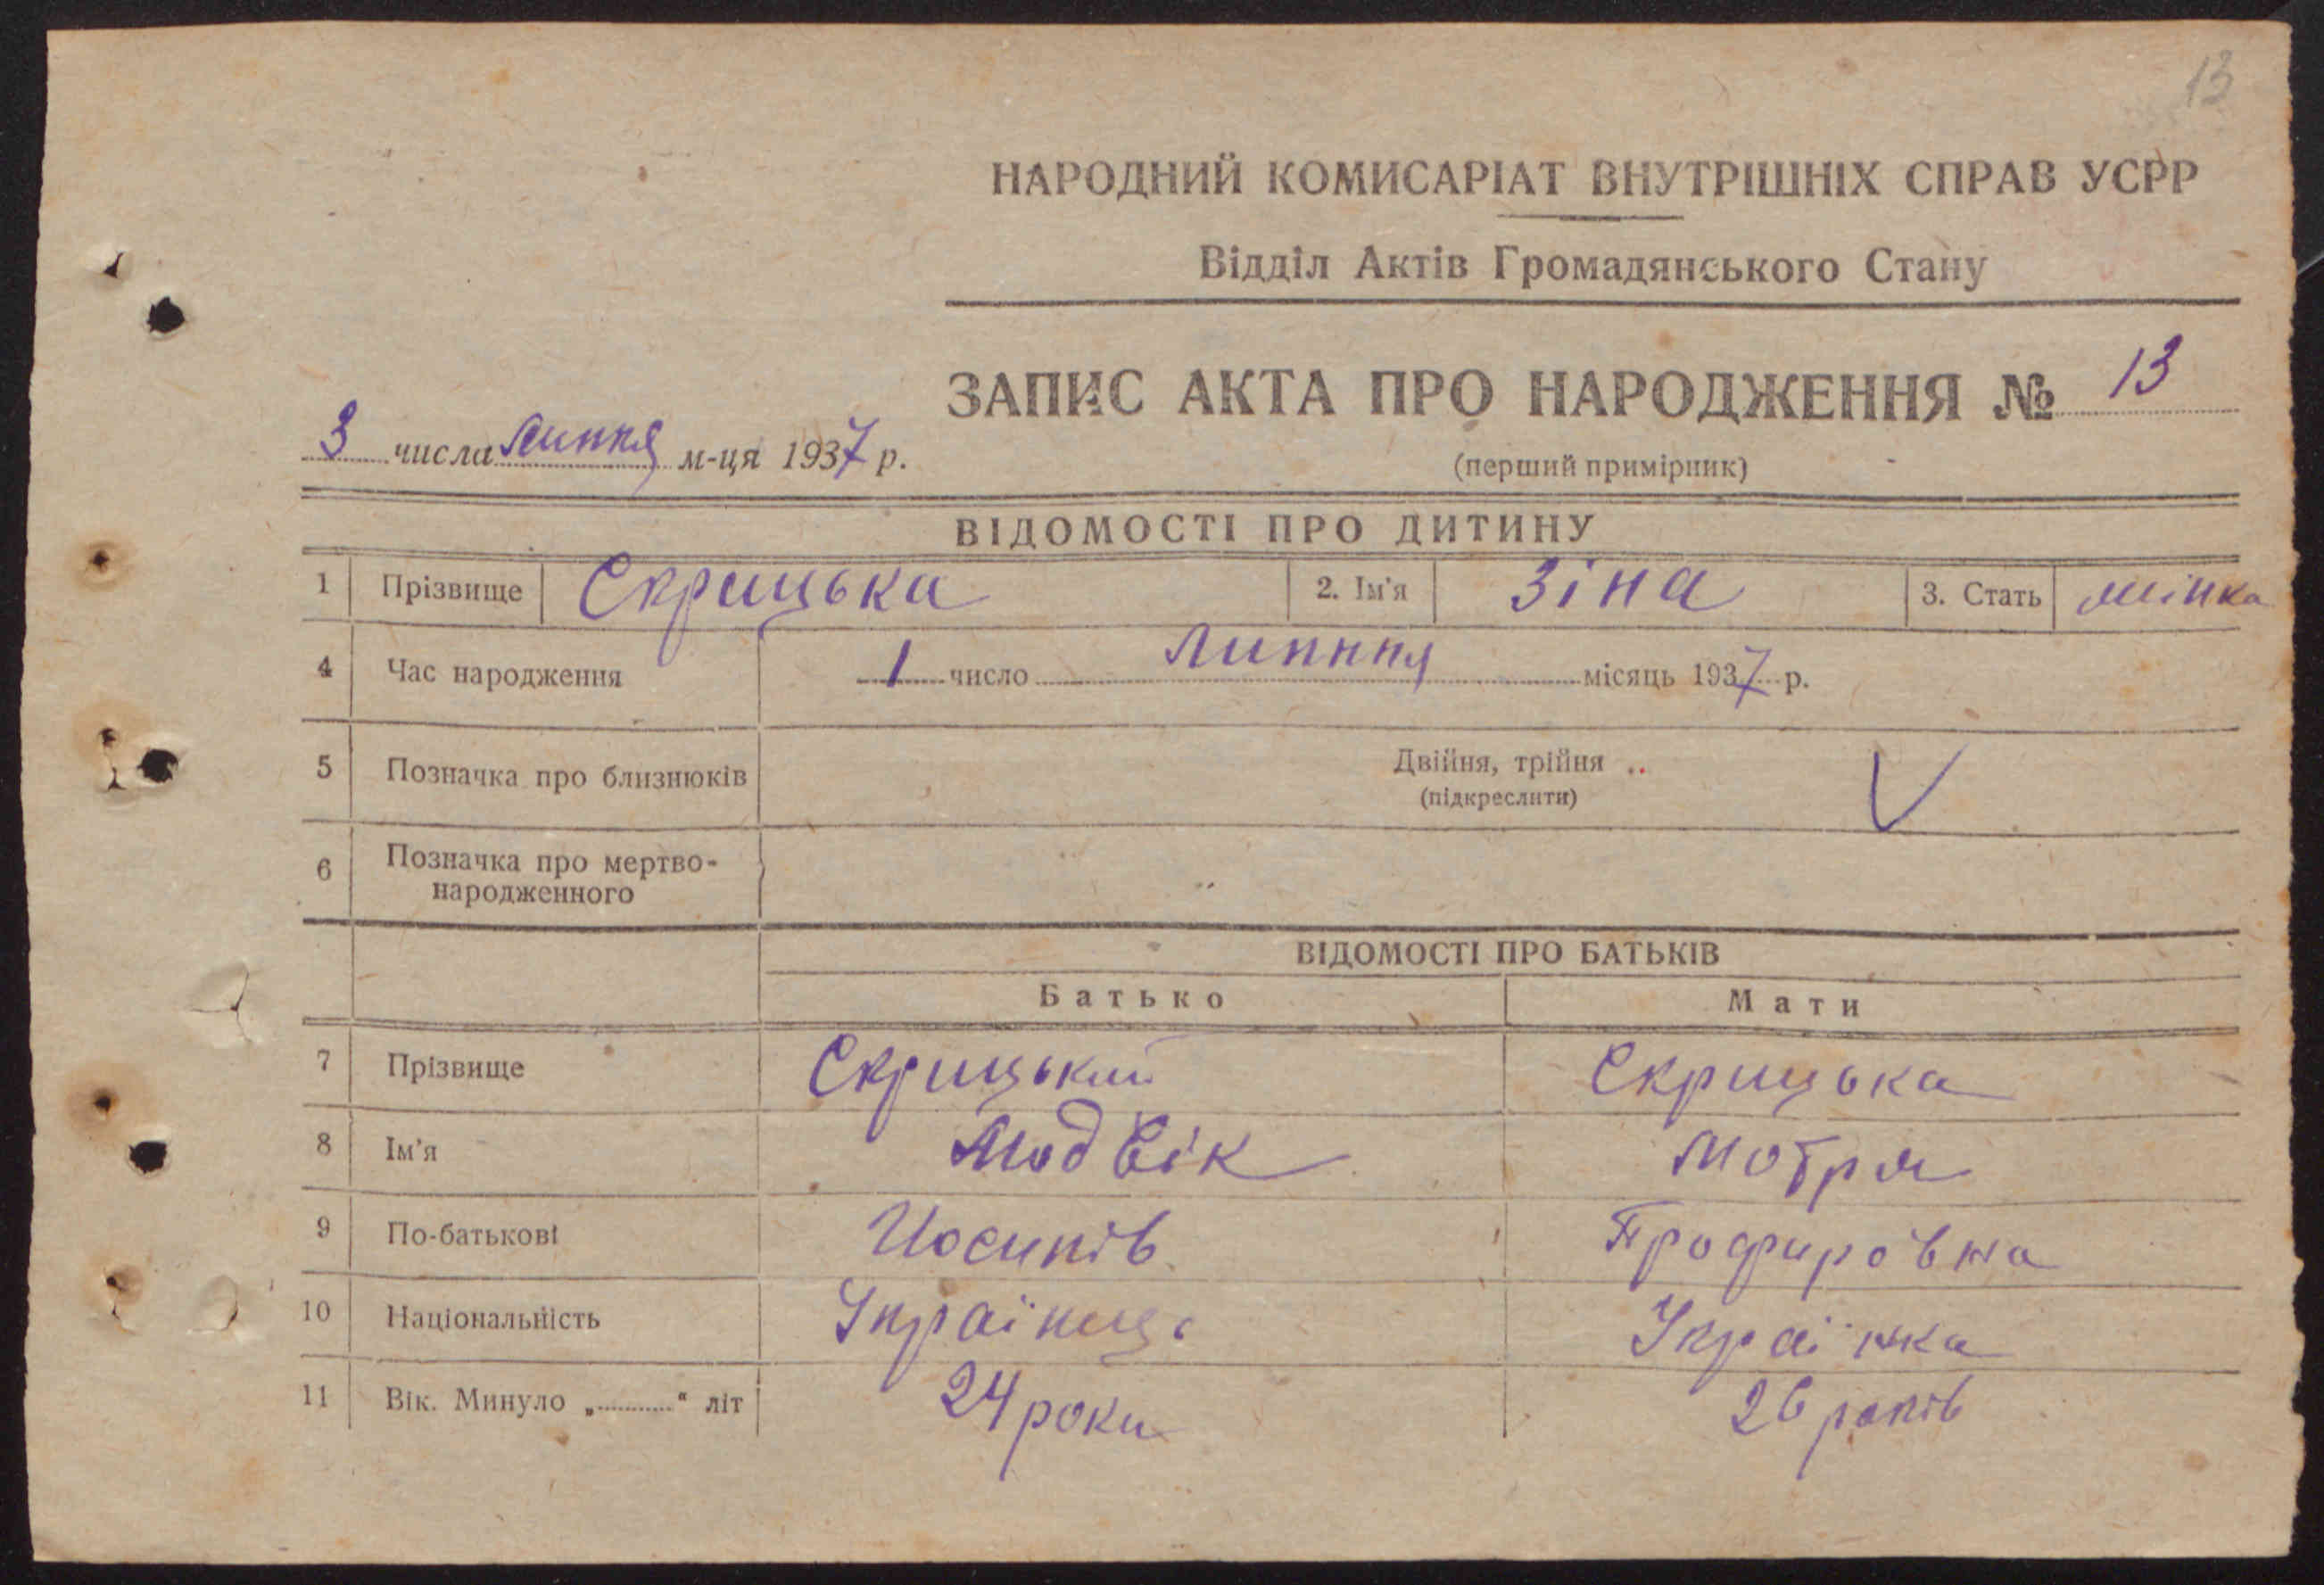 13
НАРОДНИЙ КОМИСАРІАТ ВНУТРІШНІХ СПРАВ УСРР
Відділ Актів Громадянського Стану
ЗАПИС АКТА ПРО НАРОДЖЕННЯ № 13
3 числа липня м-ця 1937 р.
(перший примірник)
ВІДОМОСТІ ПРО ДИТИНУ
1 Прізвище Скрицька 2. Ім'я Зіна 3. Стать
4 Час народження 1 число місяць 1937 р.
5 Позначка про близнюків Двійня, трійня
(підкреслити)
6 Позначка про мертво-
народженного
ВІДОМОСТІ ПРО БАТЬКІВ
Батько Мати
7 Прізвище Скрицький Скрицька
8 Ім'я Мотря
9 По-батькові Йосипів Профировна
10 Національність Українець Українка
11 Вік. Минуло „ “ літ 24 роки 26 років